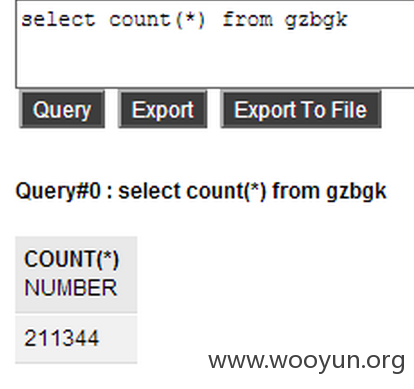 select count(*) from gzbgk
Query
Export
Export To File
Query#0 : select count(*) from gzbgk
COUNT(*)
NUMBER
211344
www.wooyun.org